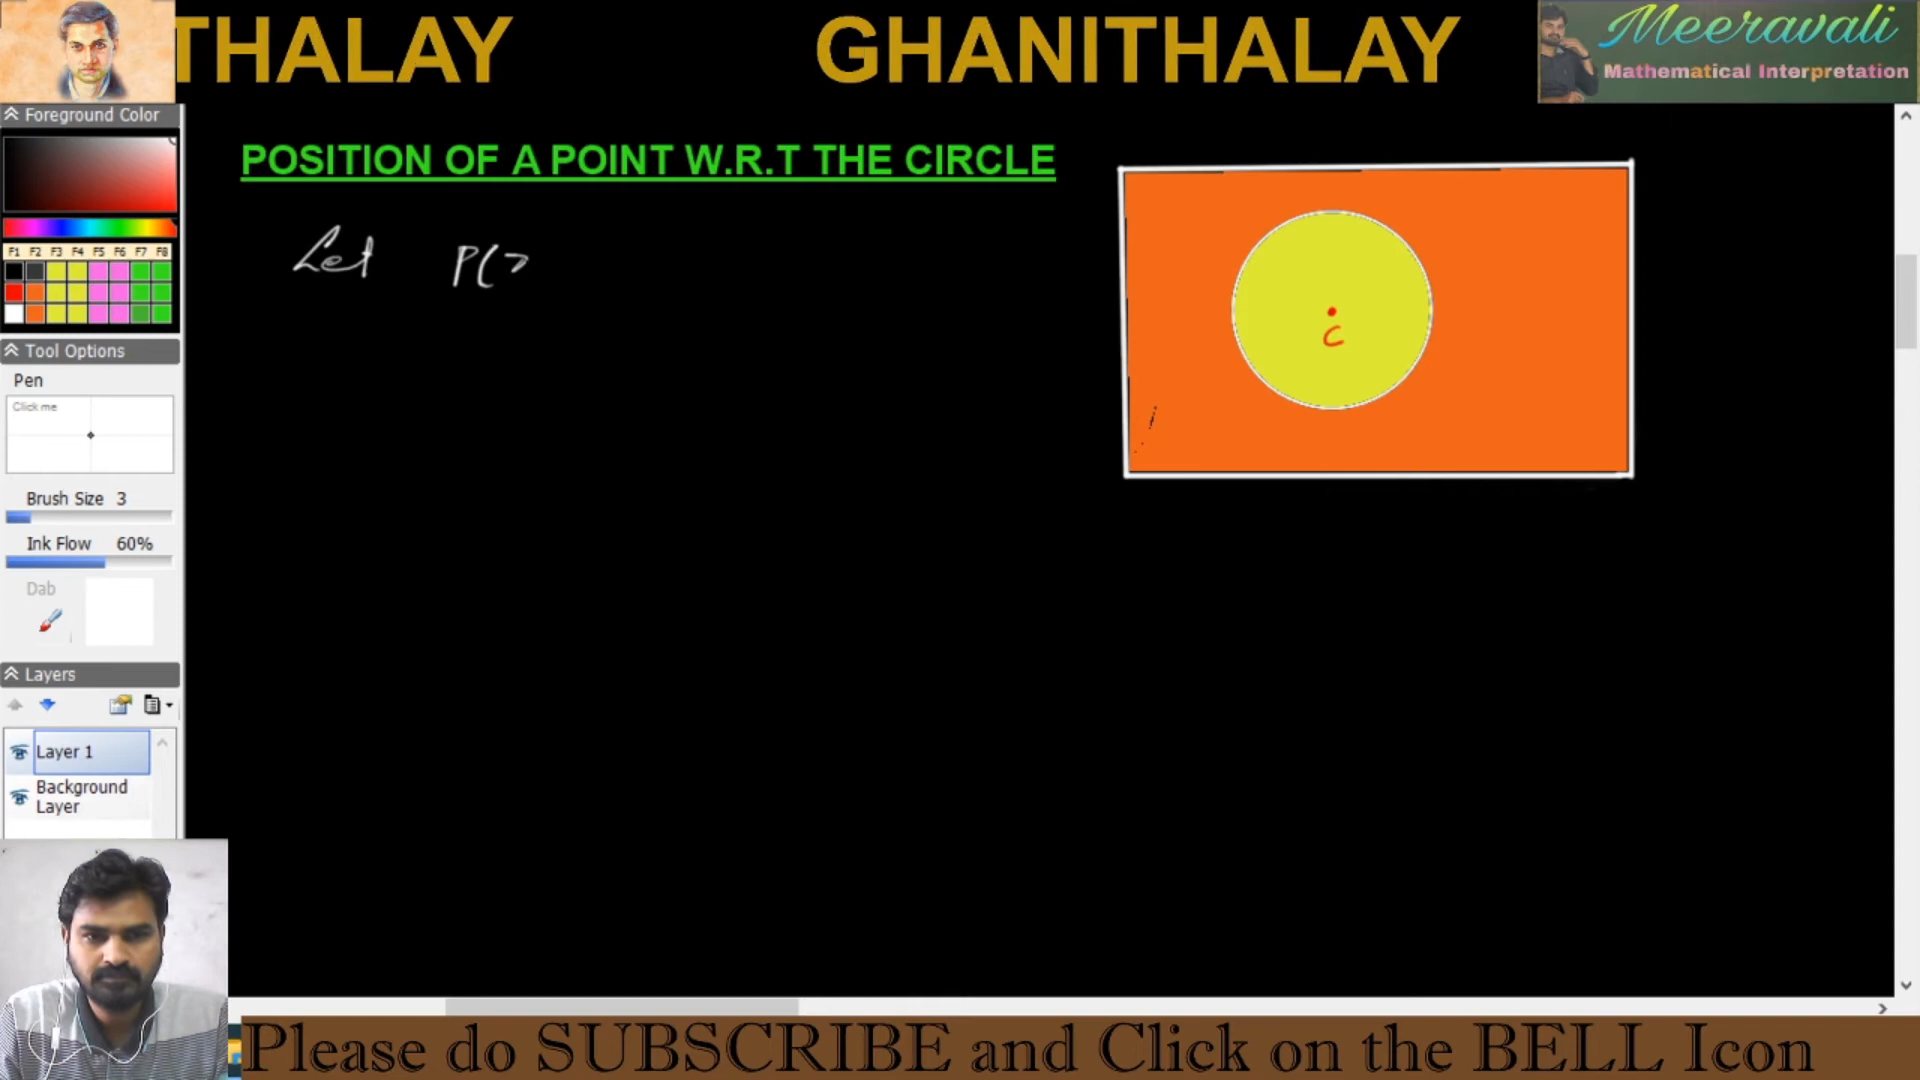 THALAY GHANITHALAY
Meeravali
Mathematical Interpretation
Foreground Color
F1 F2 F3 F4 F5 F6 F7 F8
Tool Options
Pen
Click me
Brush Size 3
Ink Flow 60%
Dab
Layers
Layer 1
Background
Layer
POSITION OF A POINT W.R.T THE CIRCLE
Let P(
C
Please do SUBSCRIBE and Click on the BELL Icon